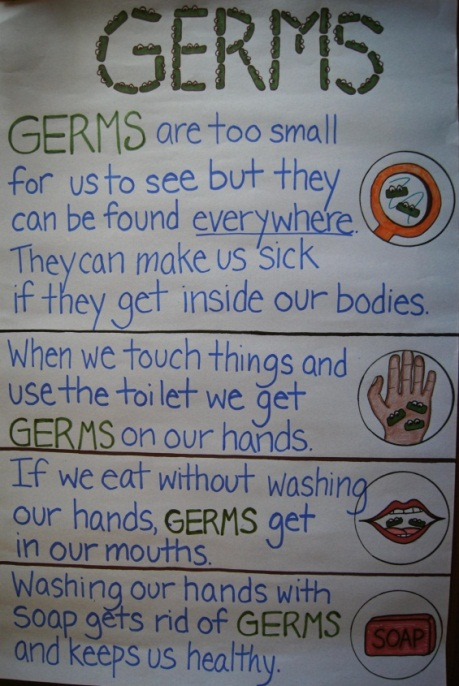 GERMS
GERMS are too small
for us to see but they
can be found everywhere.
They can make us sick
if they get inside our bodies.
When we touch things and
use the toilet we get
GERMS on our hands.
If we eat without washing
our hands, GERMS get
in our mouths.
Washing our hands with
Soap gets rid of GERMS
and keeps us healthy.
SOAP